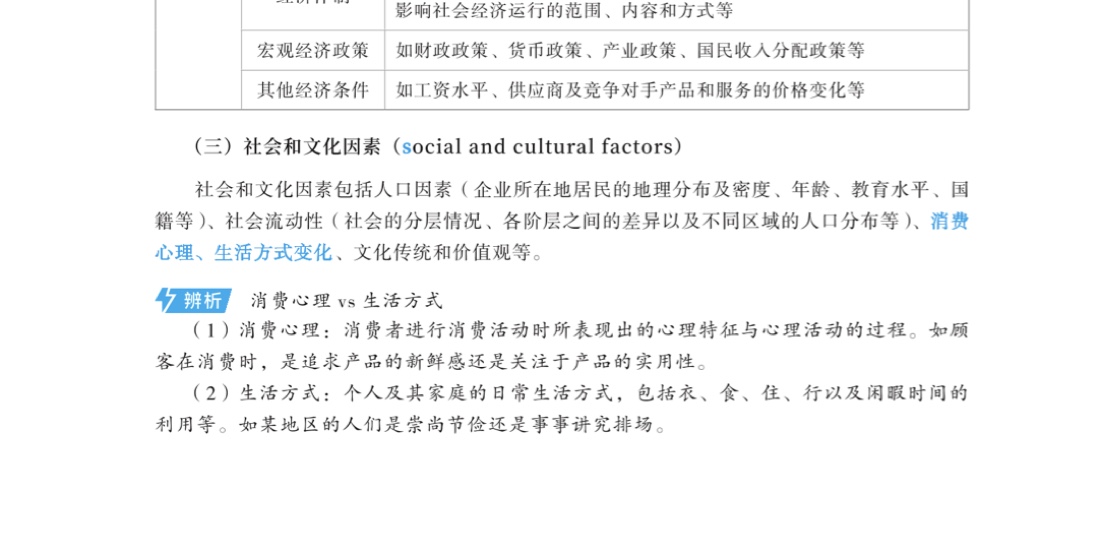 影响社会经济运行的范围、内容和方式等
宏观经济政策 如财政政策、货币政策、产业政策、国民收入分配政策等
其他经济条件 如工资水平、供应商及竞争对手产品和服务的价格变化等
（三）社会和文化因素（social and cultural factors）
社会和文化因素包括人口因素（企业所在地居民的地理分布及密度、年龄、教育水平、国
籍等）、社会流动性（社会的分层情况、各阶层之间的差异以及不同区域的人口分布等）、消费
心理、生活方式变化、文化传统和价值观等。
辨析 消费心理 vs 生活方式
（1）消费心理：消费者进行消费活动时所表现出的心理特征与心理活动的过程。如顾
客在消费时，是追求产品的新鲜感还是关注于产品的实用性。
（2）生活方式：个人及其家庭的日常生活方式，包括衣、食、住、行以及闲暇时间的
利用等。如某地区的人们是崇尚节俭还是事事讲究排场。